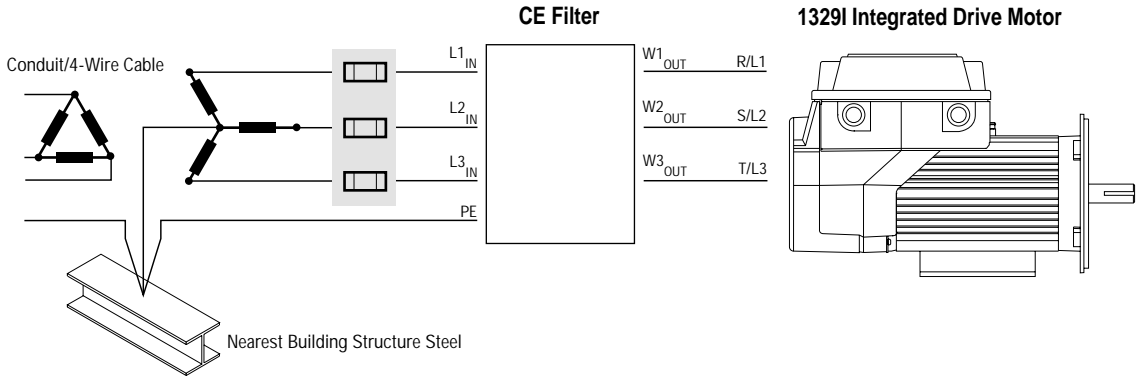 CE Filter
1329I Integrated Drive Motor
Conduit/4-Wire Cable
L1IN
W1OUT
R/L1
L2IN
W2OUT
S/L2
L3IN
W3OUT
T/L3
PE
Nearest Building Structure Steel